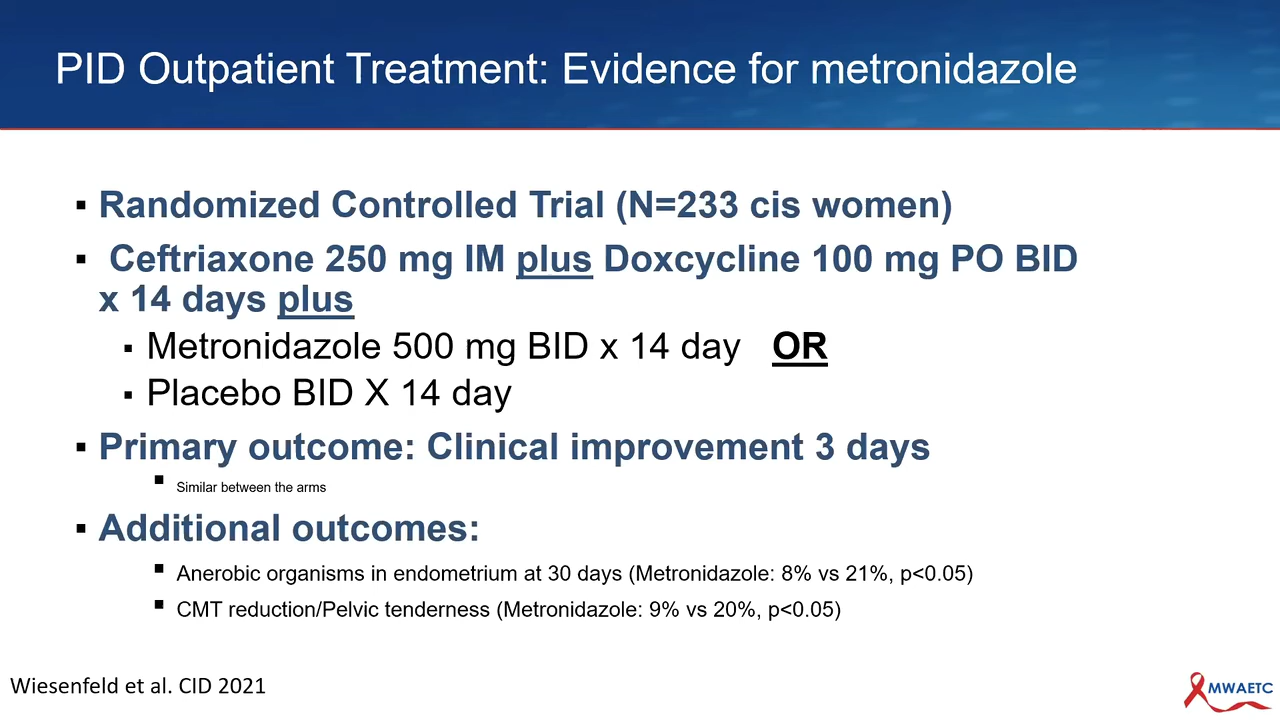 PID Outpatient Treatment: Evidence for metronidazole
▪ Randomized Controlled Trial (N=233 cis women)
▪ Ceftriaxone 250 mg IM plus Doxcycline 100 mg PO BID
x 14 days plus
▪ Metronidazole 500 mg BID x 14 day OR
▪ Placebo BID X 14 day
▪ Primary outcome: Clinical improvement 3 days
▪ Similar between the arms
▪ Additional outcomes:
▪ Anerobic organisms in endometrium at 30 days (Metronidazole: 8% vs 21%, p<0.05)
▪ CMT reduction/Pelvic tenderness (Metronidazole: 9% vs 20%, p<0.05)
Wiesenfeld et al. CID 2021
MWAETC